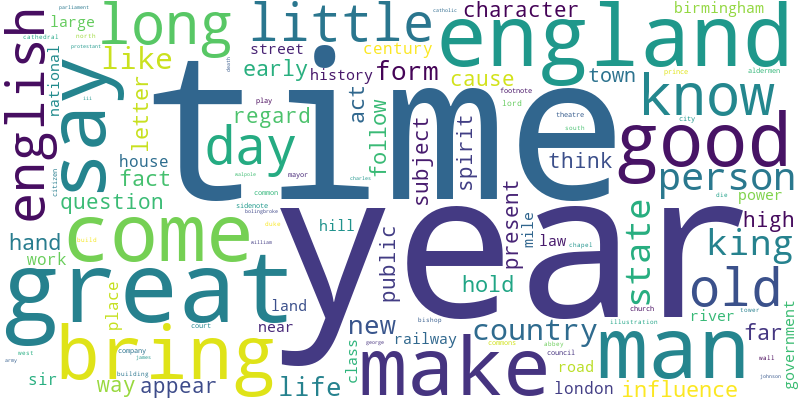 parliament
catholic
long
little
character
birmingham
large
cathedral
north
protestant
street
century
england
national
english
say
like
early
history
form
cause
town
aldermen
letter
death
time
act
footnote
prince
know
iii
play
lord
regard
day
follow
subject
spirit
theatre
city
south
good
house
think
citizen
fact
question
malpole
common
mayor
charles
person
power
die
come
sidenote
bolingbroke
duke
build
william
hill
year
present
mile
law
chapel
state
high
king
hand
work
great
public
hold
church
tower
old
place
land
court
near
new
bishop
illustration
river
government
far
bring
west
army
company
james
building
george
class
railway
country
commons
abbey
council
road
man
wall
johnson
sir
way
appear
life
make
london
influence